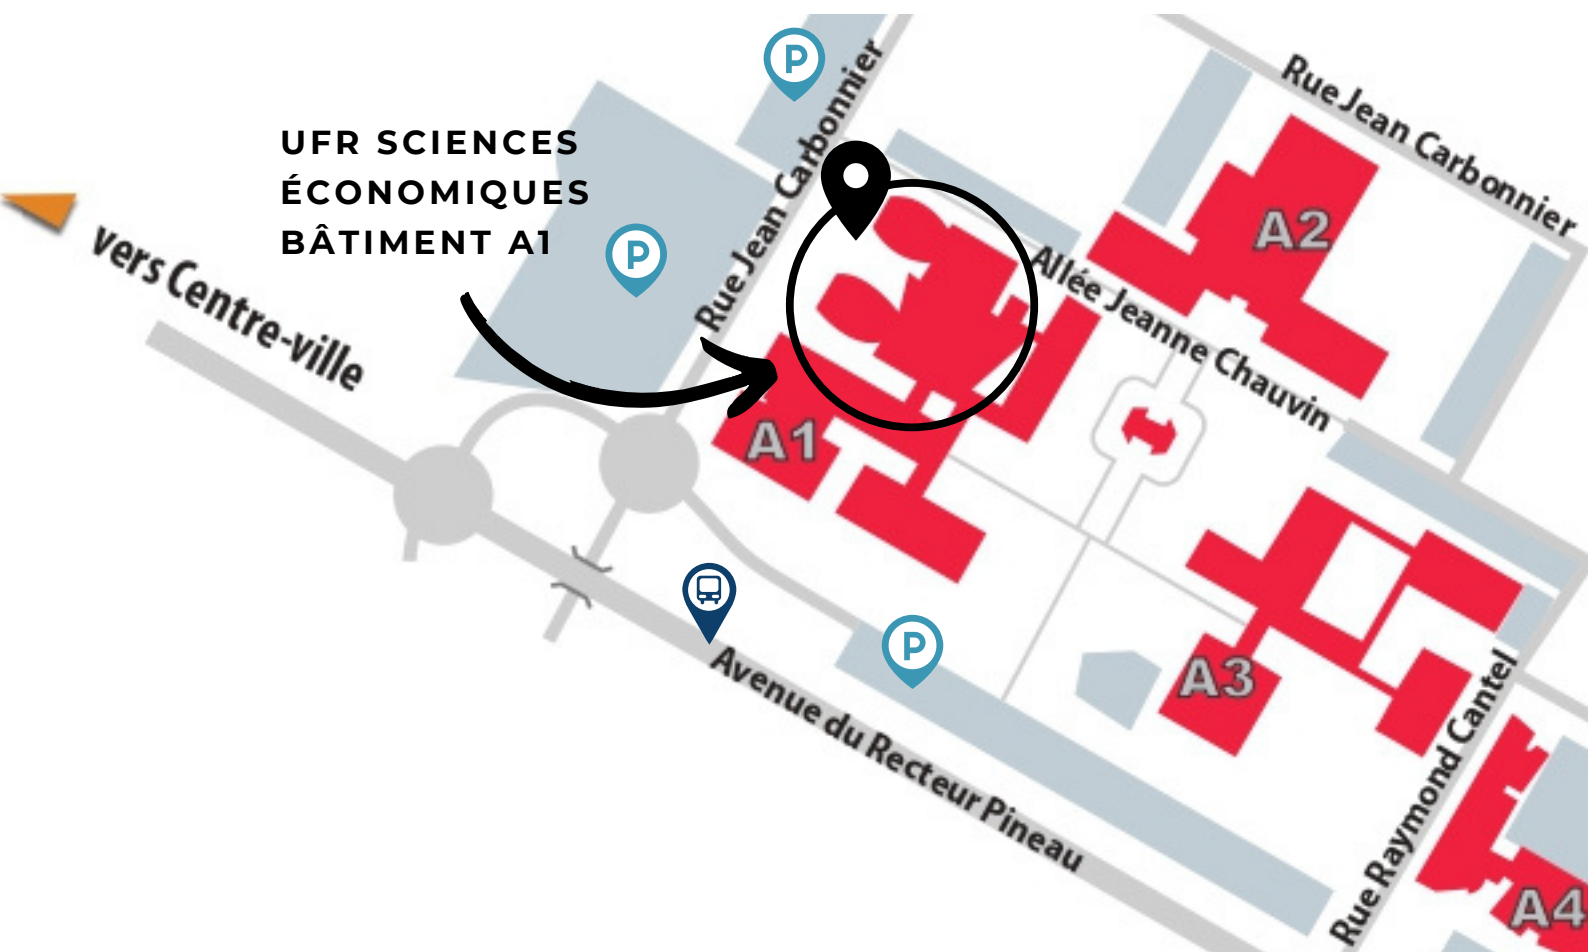 P
Rue Jean Carbonnier
Rue Jean Carbonnier
UFR SCIENCES
ÉCONOMIQUES
BÂTIMENT A1
P
A2
vers Centre-ville
Allée Jeanne Chauvin
A1
P
A3
Avenue du Recteur Pineau
Rue Raymond Cantel
A4